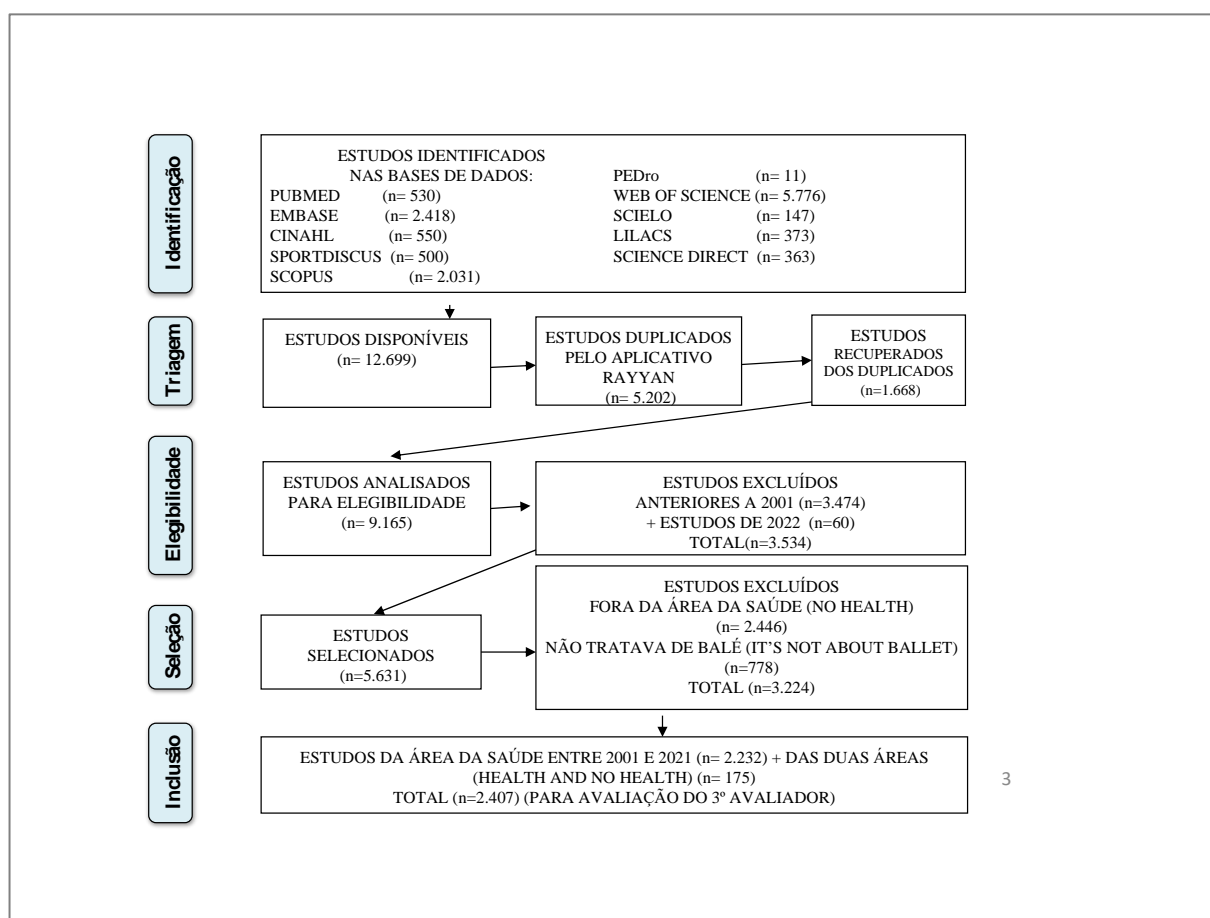 Identificação
ESTUDOS IDENTIFICADOS
NAS BASES DE DADOS:
PUBMED (n= 530)
EMBASE (n= 2.418)
CINAHL (n= 550)
SPORTDISCUS (n= 500)
SCOPUS (n= 2.031)
PEDro (n= 11)
WEB OF SCIENCE (n= 5.776)
SCIELO (n= 147)
LILACS (n= 373)
SCIENCE DIRECT (n= 363)
Triagem
ESTUDOS DISPONÍVEIS
(n= 12.699)
ESTUDOS DUPLICADOS
PELO APLICATIVO
RAYYAN
(n= 5.202)
ESTUDOS
RECUPERADOS
DOS DUPLICADOS
(n=1.668)
Elegibilidade
ESTUDOS ANALISADOS
PARA ELEGIBILIDADE
(n= 9.165)
ESTUDOS EXCLUÍDOS
ANTERIORES A 2001 (n=3.474)
+ ESTUDOS DE 2022 (n=60)
TOTAL(n=3.534)
Seleção
ESTUDOS
SELECIONADOS
(n=5.631)
ESTUDOS EXCLUÍDOS
FORA DA ÁREA DA SAÚDE (NO HEALTH)
(n= 2.446)
NÃO TRATAVA DE BALÉ (IT'S NOT ABOUT BALLET)
(n=778)
TOTAL (n=3.224)
Inclusão
ESTUDOS DA ÁREA DA SAÚDE ENTRE 2001 E 2021 (n= 2.232) + DAS DUAS ÁREAS
(HEALTH AND NO HEALTH) (n= 175)
TOTAL (n=2.407) (PARA AVALIAÇÃO DO 3º AVALIADOR)
3